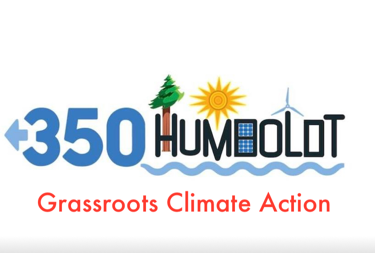 350 HUMBOLDT
Grassroots Climate Action